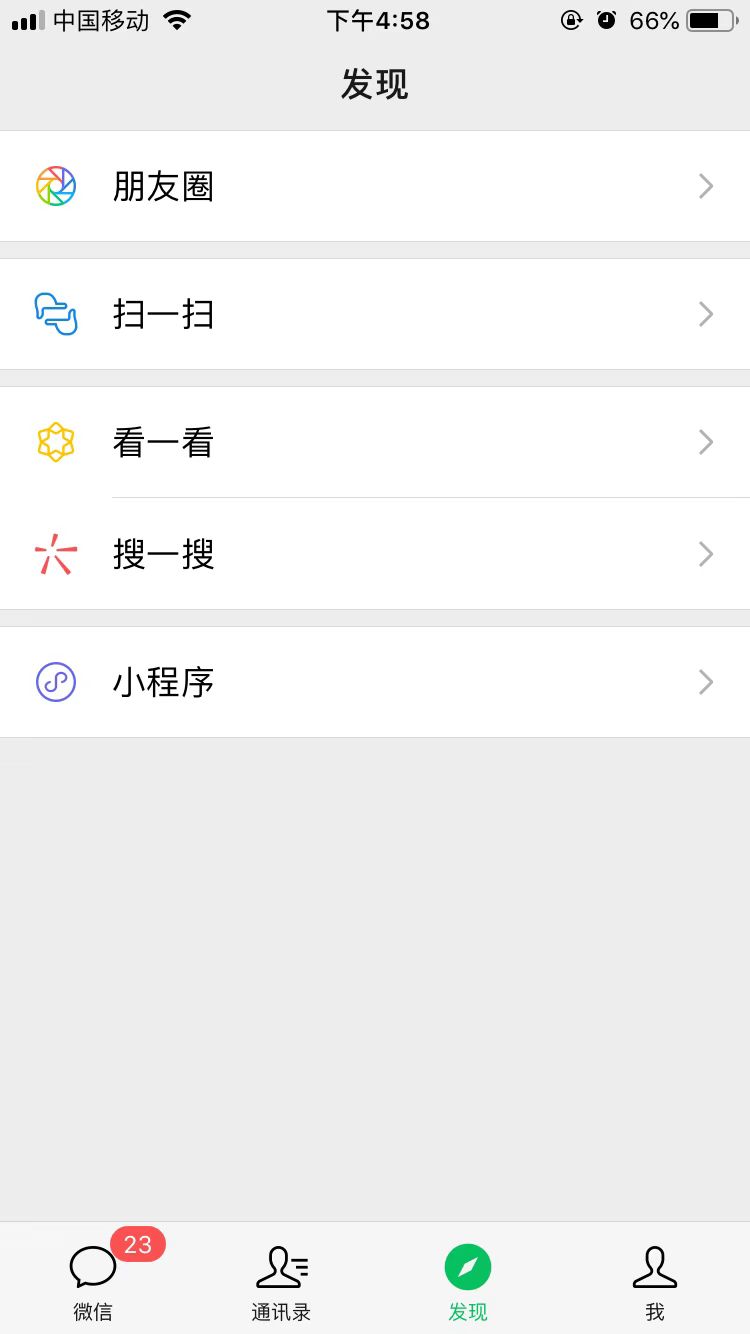 中国移动 下午4:58 66%
发现
朋友圈
扫一扫
看一看
搜一搜
小程序
23
微信 通讯录 发现 我